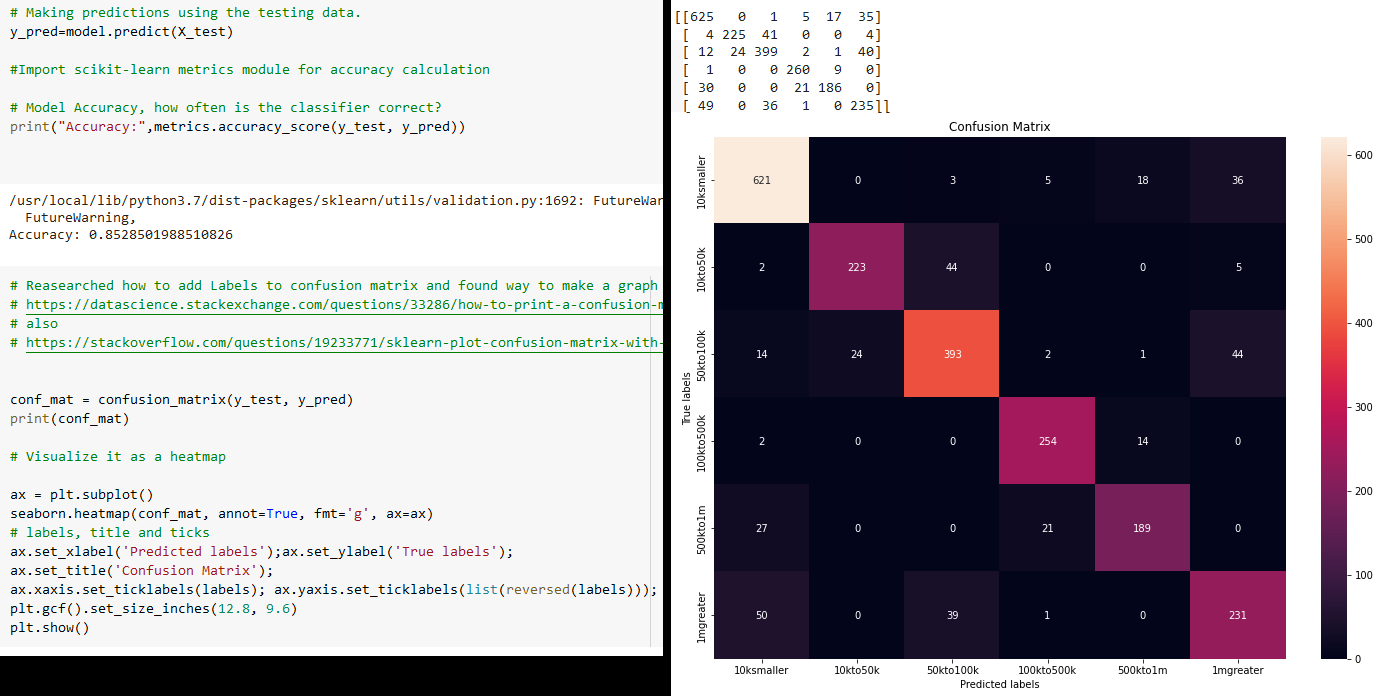 # Making predictions using the testing data.
y_pred=model.predict(X_test)
#Import scikit-learn metrics module for accuracy calculation
# Model Accuracy, how often is the classifier correct?
print("Accuracy:",metrics.accuracy_score(y_test, y_pred))
/usr/local/lib/python3.7/dist-packages/sklearn/utils/validation.py:1692: FutureWar
FutureWarning,
Accuracy: 0.8528501988510826
# Reasearched how to add Labels to confusion matrix and found way to make a graph
# https://datascience.stackexchange.com/questions/33286/how-to-print-a-confusion-m
# also
# https://stackoverflow.com/questions/19233771/sklearn-plot-confusion-matrix-with-
conf_mat = confusion_matrix(y_test, y_pred)
print(conf_mat)
# Visualize it as a heatmap
ax = plt.subplot()
seaborn.heatmap(conf_mat, annot=True, fmt='g', ax=ax)
# labels, title and ticks
ax.set_xlabel('Predicted labels');ax.set_ylabel('True labels');
ax.set_title('Confusion Matrix');
ax.xaxis.set_ticklabels(labels); ax.yaxis.set_ticklabels(list(reversed(labels)));
plt.gcf().set_size_inches(12.8, 9.6)
plt.show()
[[625 0 1 5 17 35]
[ 4 225 41 0 0 4]
[ 12 24 399 2 1 40]
[ 1 0 0 260 9 0]
[ 30 0 0 21 186 0]
[ 49 0 36 1 0 235]]
Confusion Matrix
True labels
10ksmaller 621 0 3 5 18 36
10kto50k 2 223 44 0 0 5
50kto100k 14 24 393 2 1 44
100kto500k 2 0 0 254 14 0
500kto1m 27 0 0 21 189 0
1mgreater 50 0 39 1 0 231
10ksmaller 10kto50k 50kto100k 100kto500k 500kto1m 1mgreater
Predicted labels
600
500
400
300
200
100
0